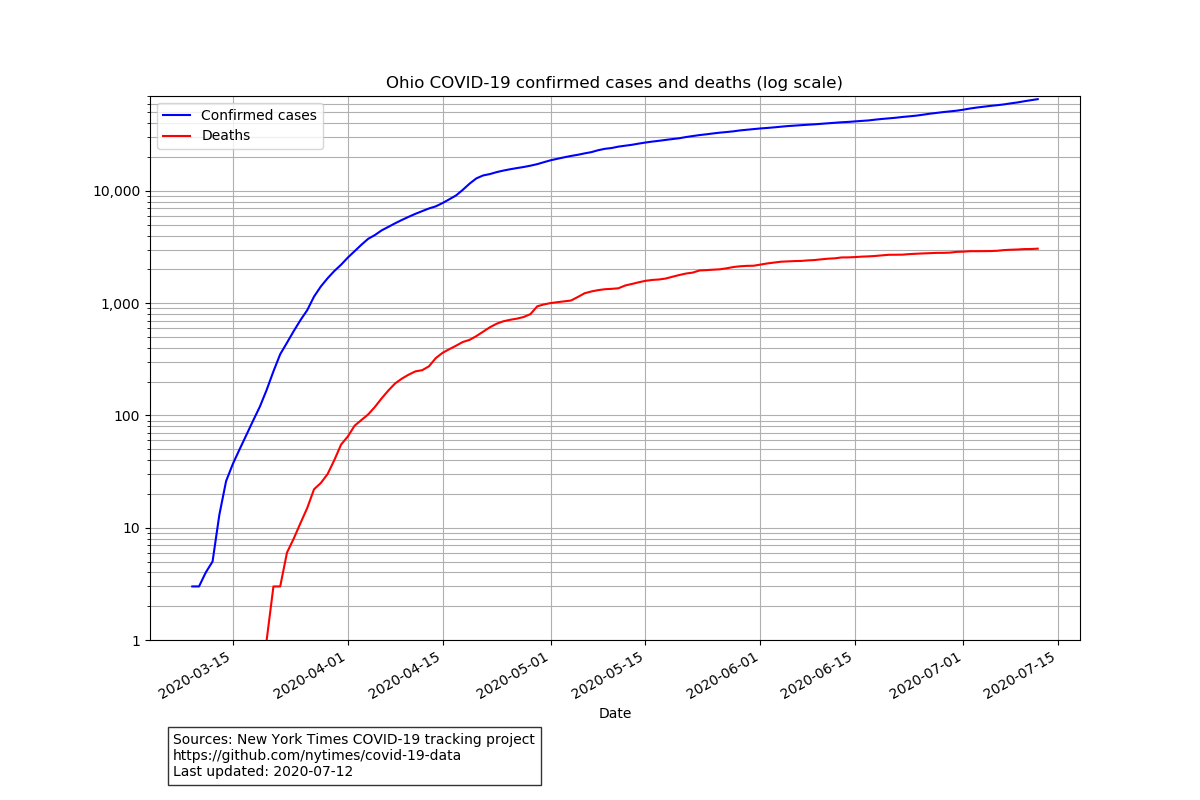 Ohio COVID-19 confirmed cases and deaths (log scale)
Confirmed cases
Deaths
10,000
1,000
100
10
1
2020-03-15
2020-04-01
2020-04-15
2020-05-01
2020-05-15
2020-06-01
2020-06-15
2020-07-01
2020-07-15
Date
Sources: New York Times COVID-19 tracking project
https://github.com/nytimes/covid-19-data
Last updated: 2020-07-12